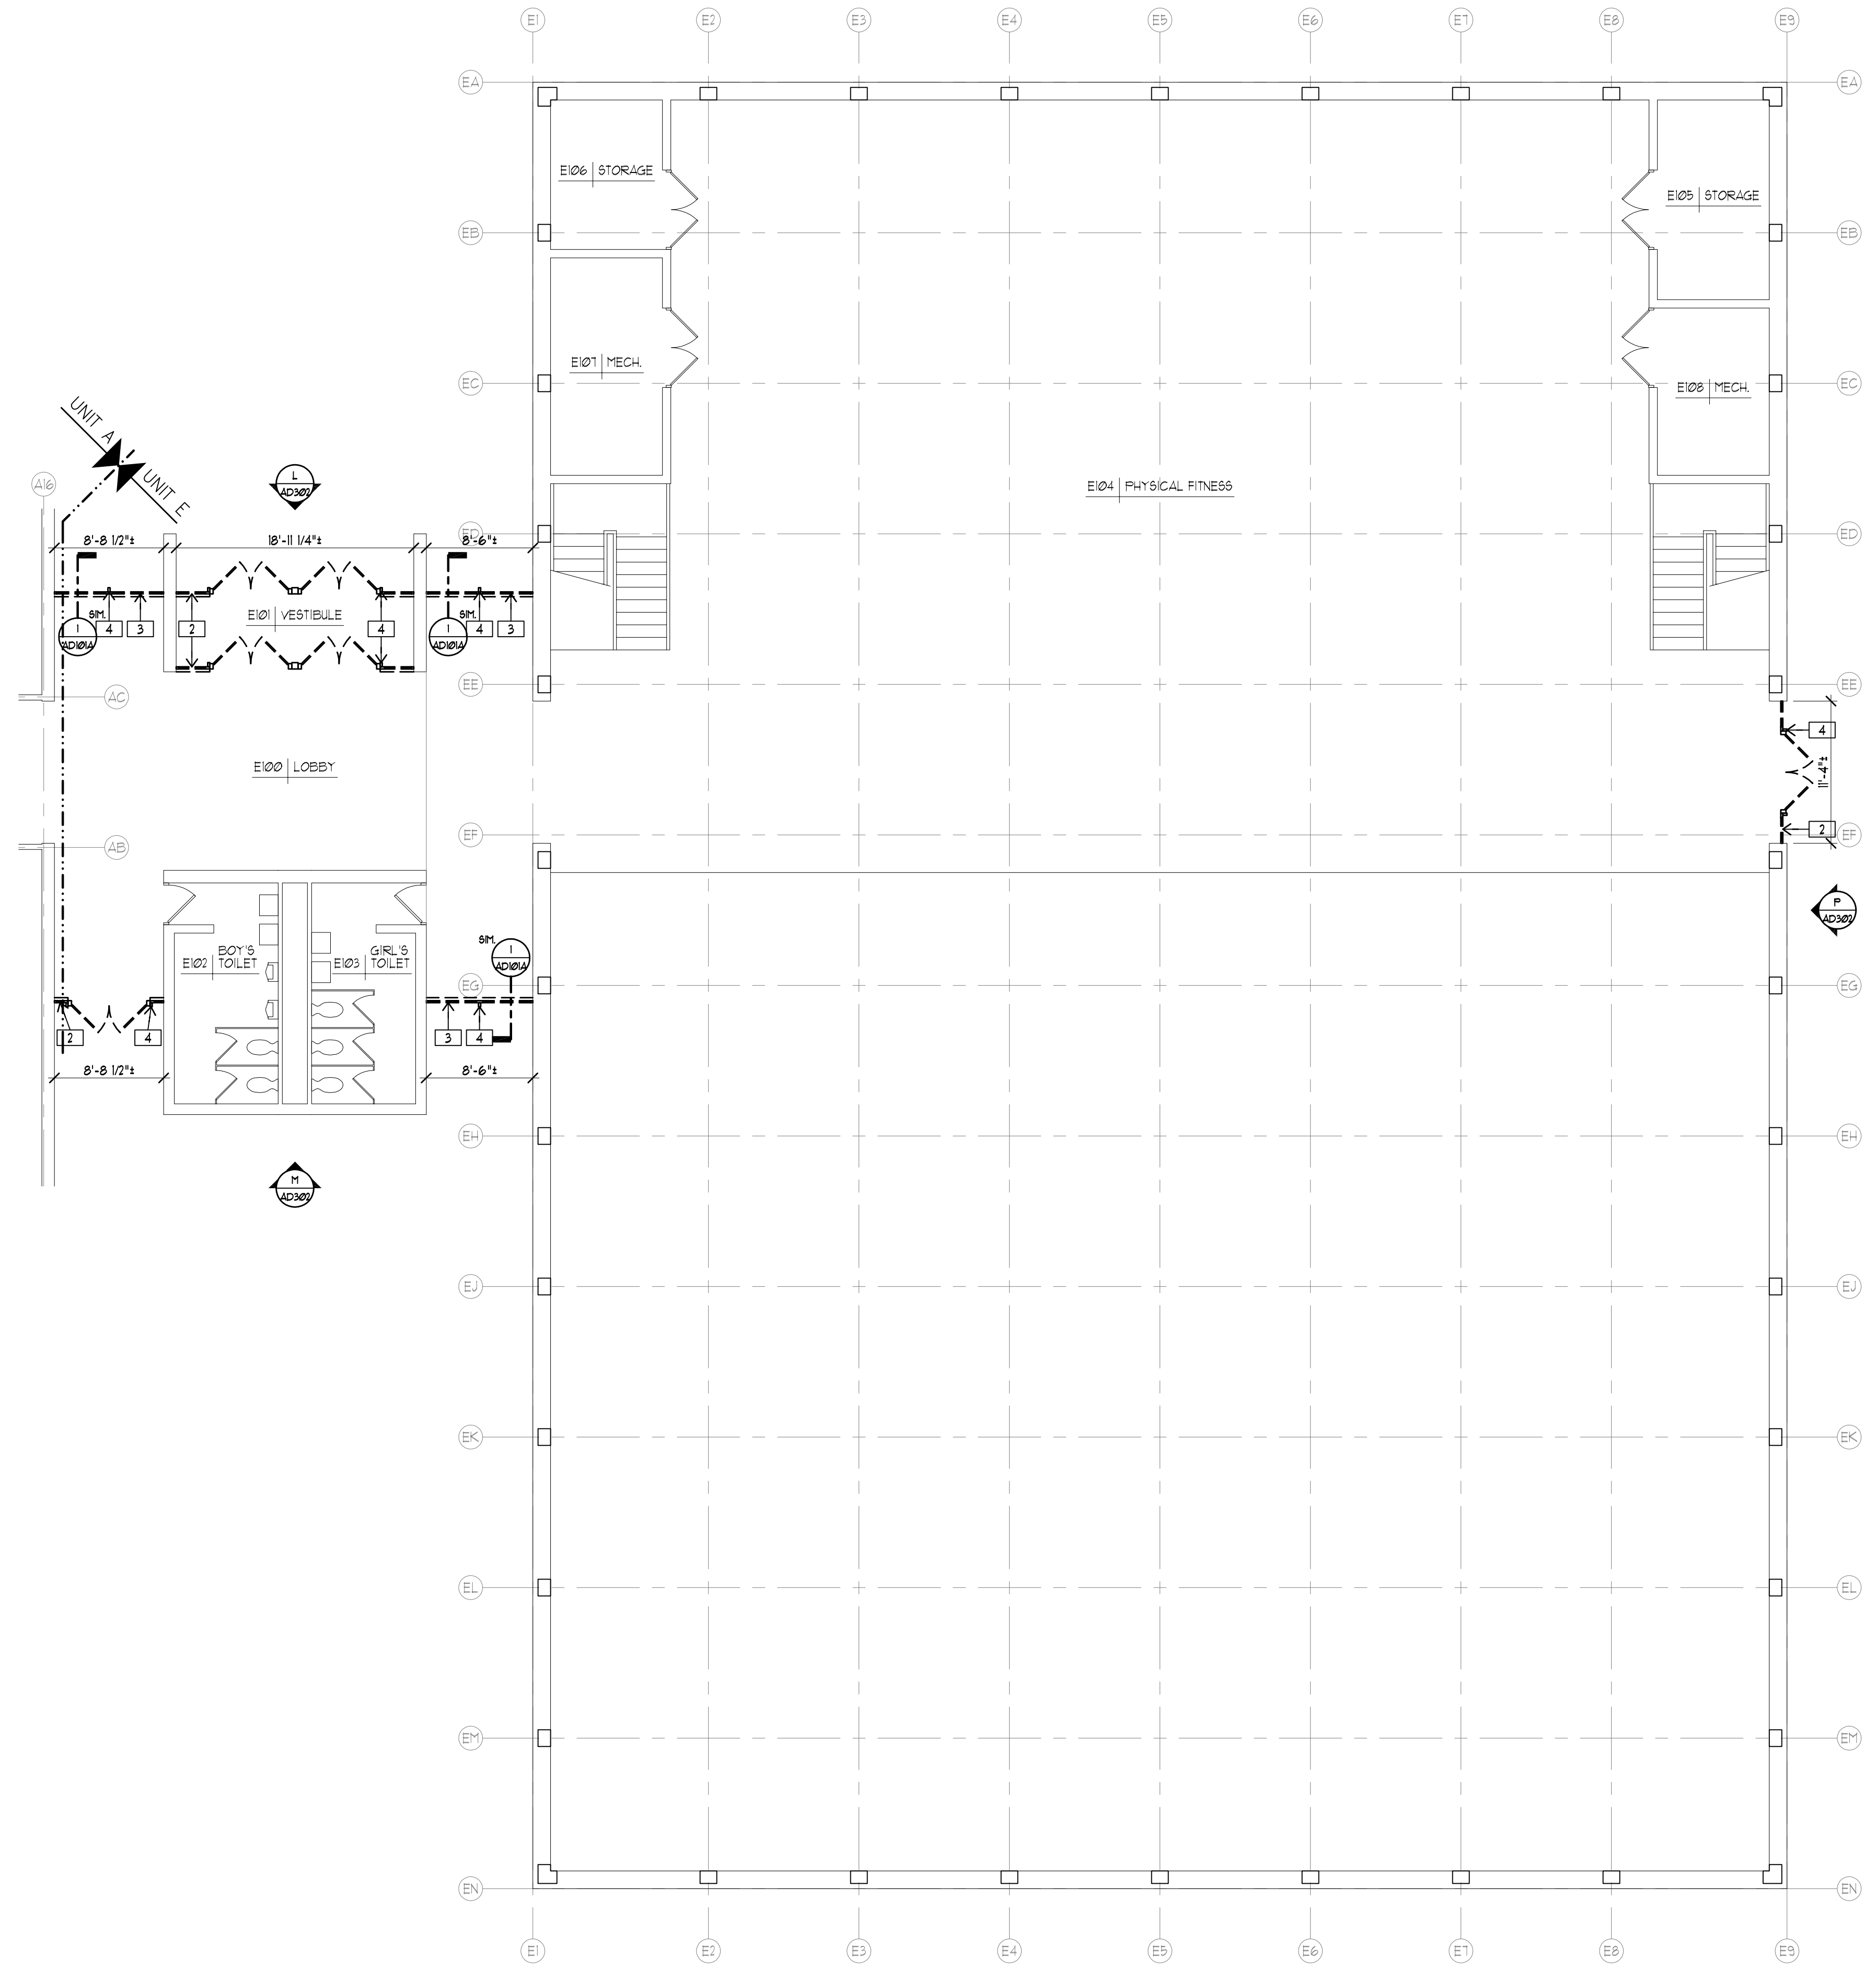 E1 E2 E3 E4 E5 E6 E7 E8 E9
EA EA
E106 STORAGE
E105 STORAGE
EB EB
E107 MECH.
E108 MECH.
EC EC
UNIT A
UNIT E
L
AD302
A16
E104 PHYSICAL FITNESS
ED ED
8'-8 1/2"± 18'-11 1/4"± 8'-6"±
SIM. 4 3 2 E101 VESTIBULE 4 SIM. 4 3
1
AD101A
1
AD101A
EE EE
AC
4
E100 LOBBY
11'-4"±
2
EF EF
AB
P
AD302
SIM.
1
AD101A
BOY'S
E102 TOILET
GIRL'S
E103 TOILET
EG EG
2 4 3 4
8'-8 1/2"± 8'-6"±
EH EH
M
AD302
EJ EJ
EK EK
EL EL
EM EM
EN EN
E1 E2 E3 E4 E5 E6 E7 E8 E9